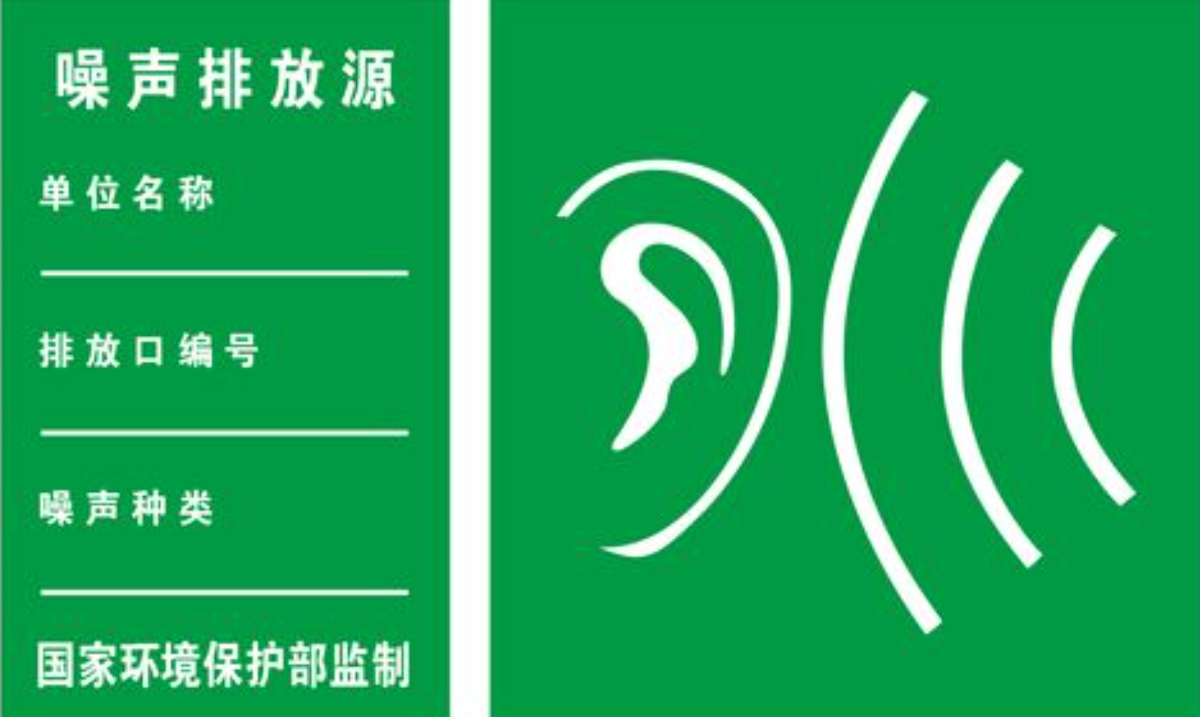 噪声排放源
单位名称
排放口编号
噪声种类
国家环境保护部监制